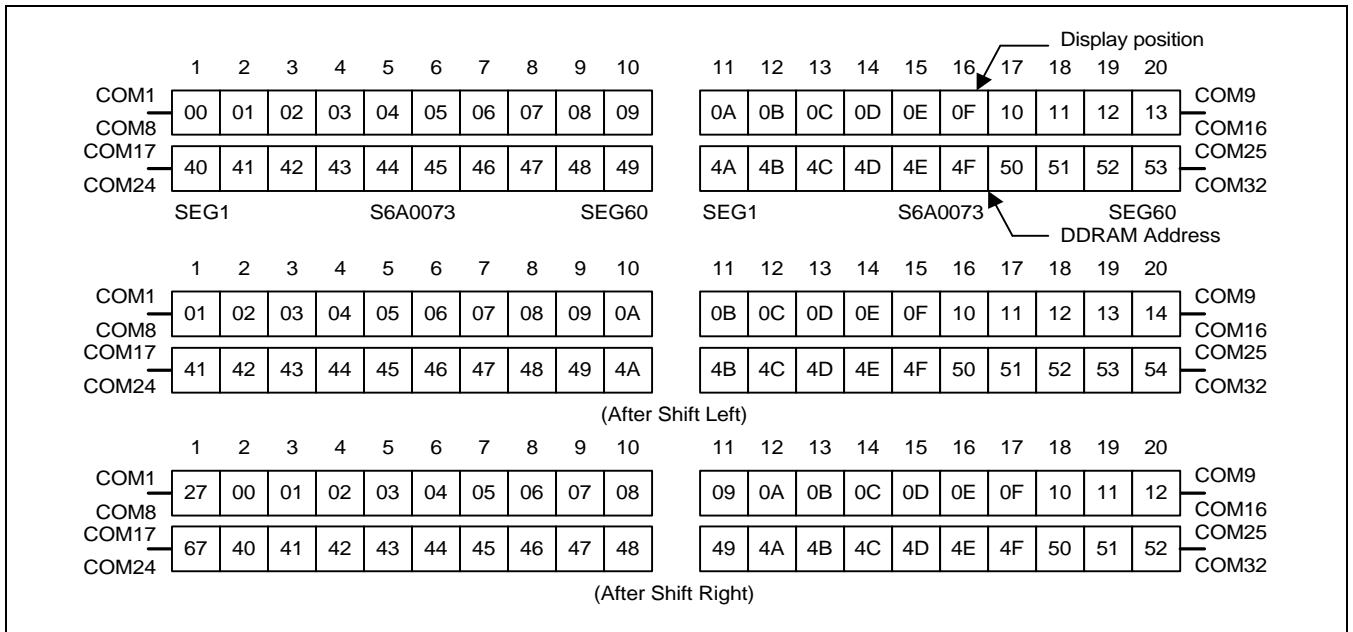 Display position
1 2 3 4 5 6 7 8 9 10 11 12 13 14 15 16 17 18 19 20
COM1 COM9
00 01 02 03 04 05 06 07 08 09 0A 0B 0C 0D 0E 0F 10 11 12 13
COM8 COM16
COM17 COM25
40 41 42 43 44 45 46 47 48 49 4A 4B 4C 4D 4E 4F 50 51 52 53
COM24 COM32
SEG1 S6A0073 SEG60 SEG1 S6A0073 SEG60
DDRAM Address
1 2 3 4 5 6 7 8 9 10 11 12 13 14 15 16 17 18 19 20
COM1 COM9
01 02 03 04 05 06 07 08 09 0A 0B 0C 0D 0E 0F 10 11 12 13 14
COM8 COM16
COM17 COM25
41 42 43 44 45 46 47 48 49 4A 4B 4C 4D 4E 4F 50 51 52 53 54
COM24 COM32
(After Shift Left)
1 2 3 4 5 6 7 8 9 10 11 12 13 14 15 16 17 18 19 20
COM1 COM9
27 00 01 02 03 04 05 06 07 08 09 0A 0B 0C 0D 0E 0F 10 11 12
COM8 COM16
COM17 COM25
67 40 41 42 43 44 45 46 47 48 49 4A 4B 4C 4D 4E 4F 50 51 52
COM24 COM32
(After Shift Right)